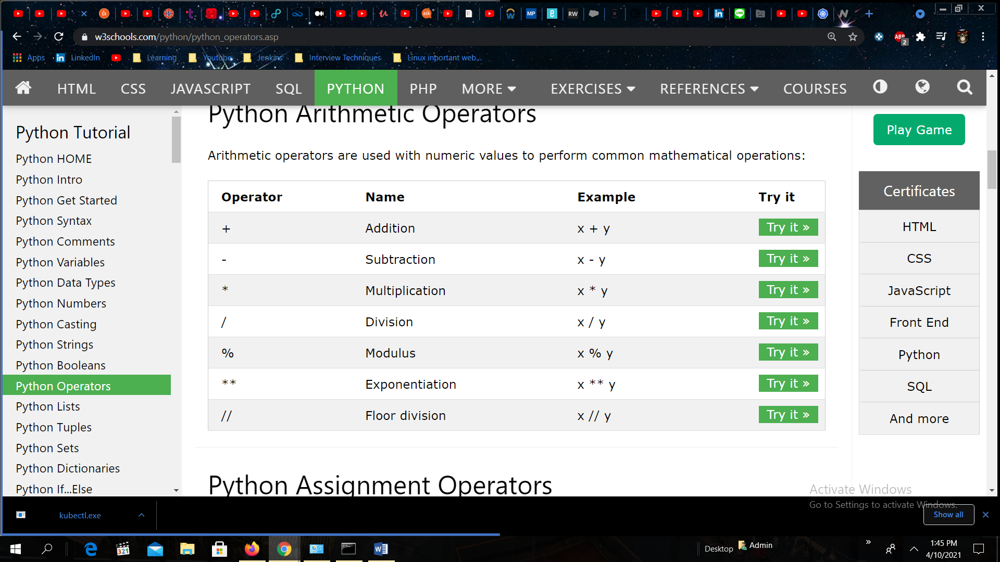 w3schools.com/python/python_operators.asp
ABP
2
Apps
LinkedIn
Learning
Youtube
Jenkins
Interview Techniques
Linux inportant web...
HTML
CSS
JAVASCRIPT
SQL
PYTHON
PHP
MORE
EXERCISES
REFERENCES
COURSES
Python Tutorial
Python HOME
Python Intro
Python Get Started
Python Syntax
Python Comments
Python Variables
Python Data Types
Python Numbers
Python Casting
Python Strings
Python Booleans
Python Operators
Python Lists
Python Tuples
Python Sets
Python Dictionaries
Python If...Else
Python Arithmetic Operators
Arithmetic operators are used with numeric values to perform common mathematical operations:
Operator Name Example Try it
+ Addition x + y Try it »
- Subtraction x - y Try it »
* Multiplication x * y Try it »
/ Division x / y Try it »
% Modulus x % y Try it »
** Exponentiation x ** y Try it »
// Floor division x // y Try it »
Python Assignment Operators
Play Game
Certificates
HTML
CSS
JavaScript
Front End
Python
SQL
And more
Activate Windows
Go to Settings to activate Windows.
kubectl.exe
Show all
Desktop
Admin
1:45 PM
4/10/2021